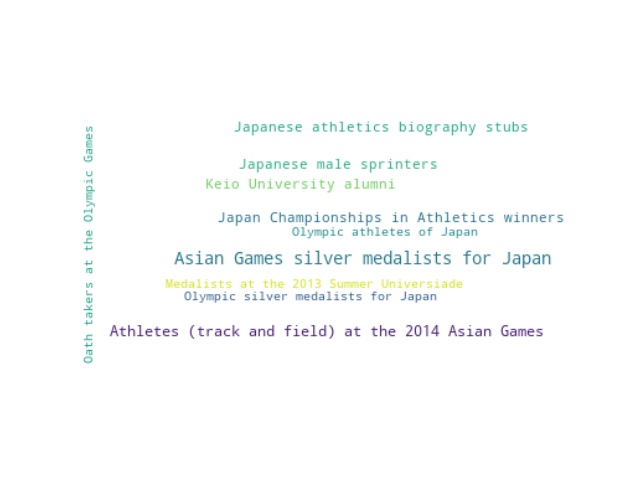 Japanese athletics biography stubs
Japanese male sprinters
Keio University alumni
Japan Championships in Athletics winners
Olympic athletes of Japan
Asian Games silver medalists for Japan
Medalists at the 2013 Summer Universiade
Olympic silver medalists for Japan
Athletes (track and field) at the 2014 Asian Games
Oath takers at the Olympic Games